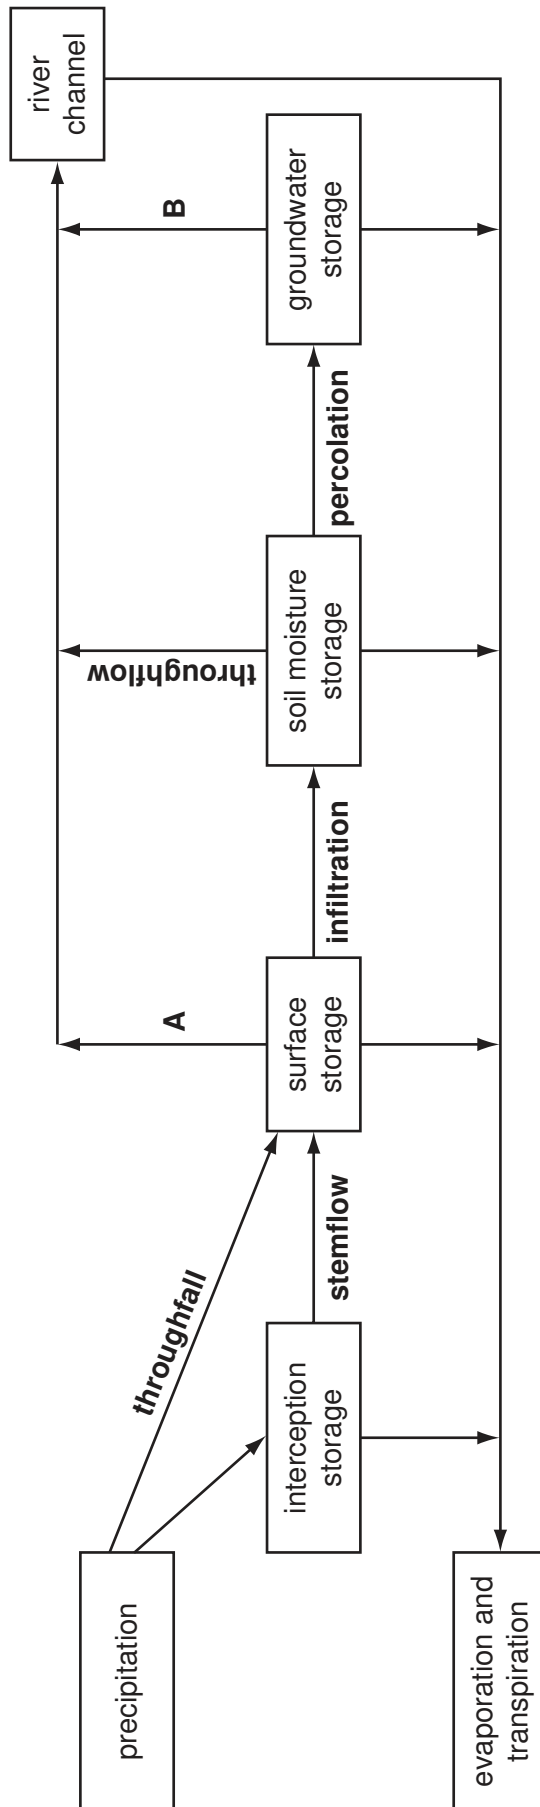 precipitation
throughfall
interception
storage
stemflow
evaporation and
transpiration
surface
storage
A
infiltration
soil moisture
storage
throughflow
percolation
groundwater
storage
B
river
channel